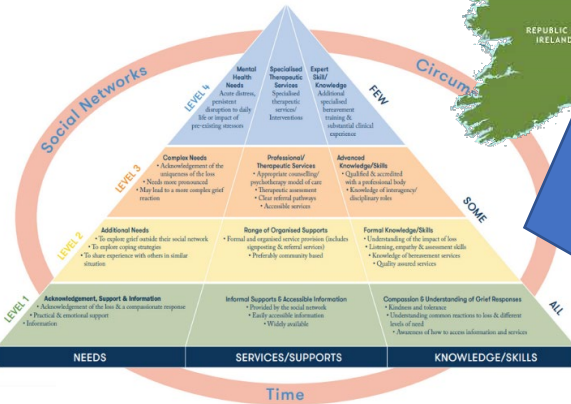 REPUBLIC
IRELAND
Social Networks
Circum
LEVEL 4
Mental
Health
Needs
Acute distress,
persistent
disruption to daily
life or impact of
pre-existing stressors
Specialised
Therapeutic
Services
Specialised
therapeutic
services/
Interventions
Expert
Skill/
Knowledge
Additional
specialised
bereavement
training &
substantial clinical
experience
FEW
LEVEL 3
Complex Needs
• Acknowledgement of the
uniqueness of the loss
• Needs more pronounced
• May lead to a more complex grief
reaction
Professional/
Therapeutic Services
• Appropriate counselling/
psychotherapy model of care
• Therapeutic assessment
• Clear referral pathways
• Accessible services
Advanced
Knowledge/Skills
• Qualified & accredited
with a professional body
• Knowledge of interagency/
disciplinary roles
SOME
LEVEL 2
Additional Needs
• To explore grief outside their social network
• To explore coping strategies
• To share experience with others in similar
situation
Range of Organised Supports
• Formal and organised service provision (includes
signposting & referral services)
• Preferably community based
Formal Knowledge/Skills
• Understanding of the impact of loss
• Listening, empathy & assessment skills
• Knowledge of bereavement services
• Quality assured services
LEVEL 1
Acknowledgement, Support & Information
• Acknowledgement of the loss & a compassionate response
• Practical & emotional support
• Information
Informal Supports & Accessible Information
• Provided by the social network
• Easily accessible information
• Widely available
Compassion & Understanding of Grief Responses
• Kindness and tolerance
• Understanding common reactions to loss & different
levels of need
• Awareness of how to access information and services
ALL
NEEDS
SERVICES/SUPPORTS
KNOWLEDGE/SKILLS
Time